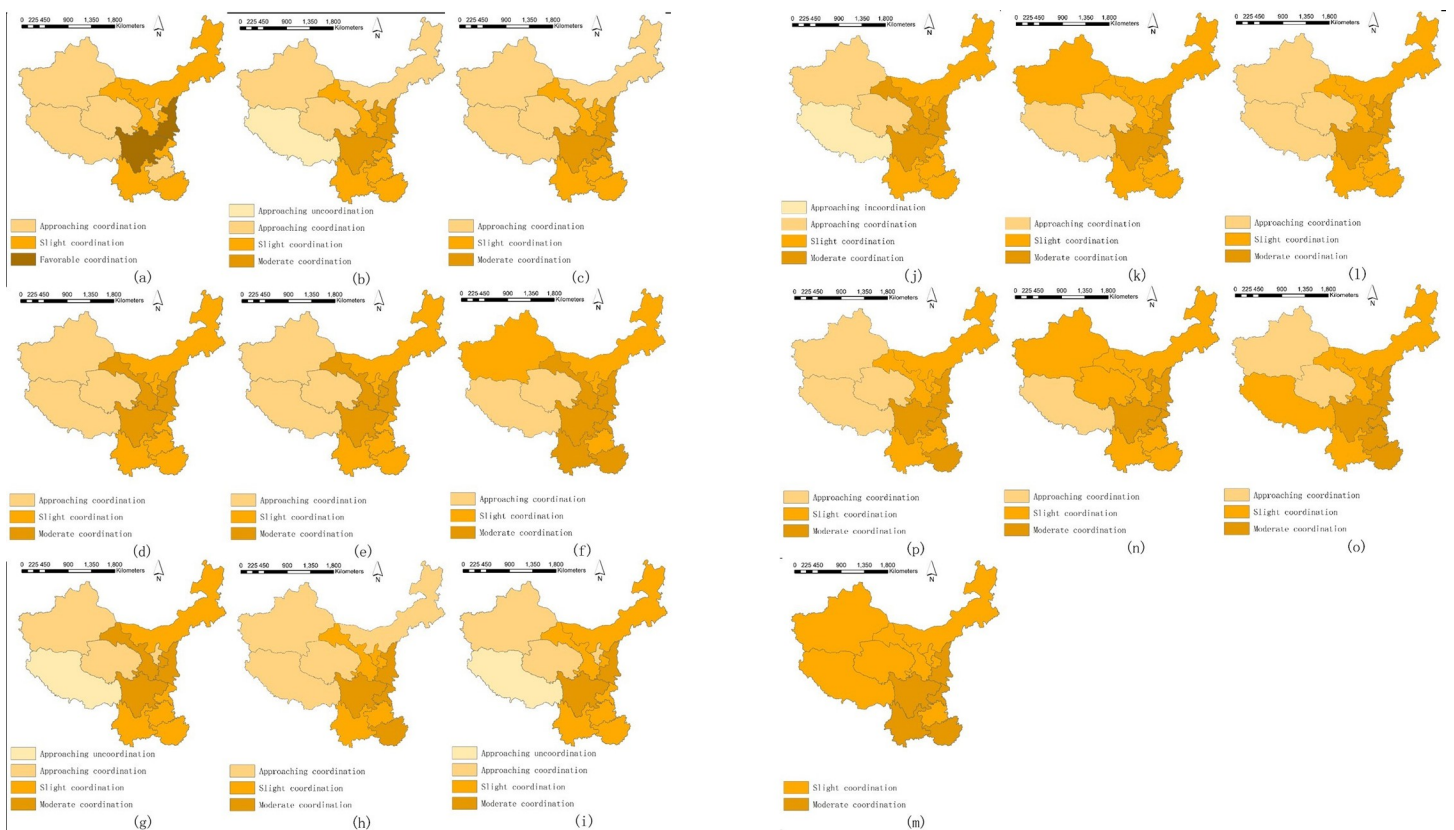 0 225 450 900 1,350 1,800
Kilometers
N
Approaching coordination
Slight coordination
Favorable coordination
(a)
0 225 450 900 1,350 1,800
Kilometers
N
Approaching uncoordination
Approaching coordination
Slight coordination
Moderate coordination
(b)
0 225 450 900 1,350 1,800
Kilometers
N
Approaching coordination
Slight coordination
Moderate coordination
(c)
0 225 450 900 1,350 1,800
Kilometers
N
Approaching incoordination
Approaching coordination
Slight coordination
Moderate coordination
(j)
0 225 450 900 1,350 1,800
Kilometers
N
Approaching coordination
Slight coordination
Moderate coordination
(k)
0 225 450 900 1,350 1,800
Kilometers
N
Approaching coordination
Slight coordination
Moderate coordination
(l)
0 225 450 900 1,350 1,800
Kilometers
N
Approaching coordination
Slight coordination
Moderate coordination
(d)
0 225 450 900 1,350 1,800
Kilometers
N
Approaching coordination
Slight coordination
Moderate coordination
(e)
0 225 450 900 1,350 1,800
Kilometers
N
Approaching coordination
Slight coordination
Moderate coordination
(f)
0 225 450 900 1,350 1,800
Kilometers
N
Approaching coordination
Slight coordination
Moderate coordination
(p)
0 225 450 900 1,350 1,800
Kilometers
N
Approaching coordination
Slight coordination
Moderate coordination
(n)
0 225 450 900 1,350 1,800
Kilometers
N
Approaching coordination
Slight coordination
Moderate coordination
(o)
0 225 450 900 1,350 1,800
Kilometers
N
Approaching uncoordination
Approaching coordination
Slight coordination
Moderate coordination
(g)
0 225 450 900 1,350 1,800
Kilometers
N
Approaching coordination
Slight coordination
Moderate coordination
(h)
0 225 450 900 1,350 1,800
Kilometers
N
Approaching uncoordination
Approaching coordination
Slight coordination
Moderate coordination
(i)
0 225 450 900 1,350 1,800
Kilometers
N
Slight coordination
Moderate coordination
(m)